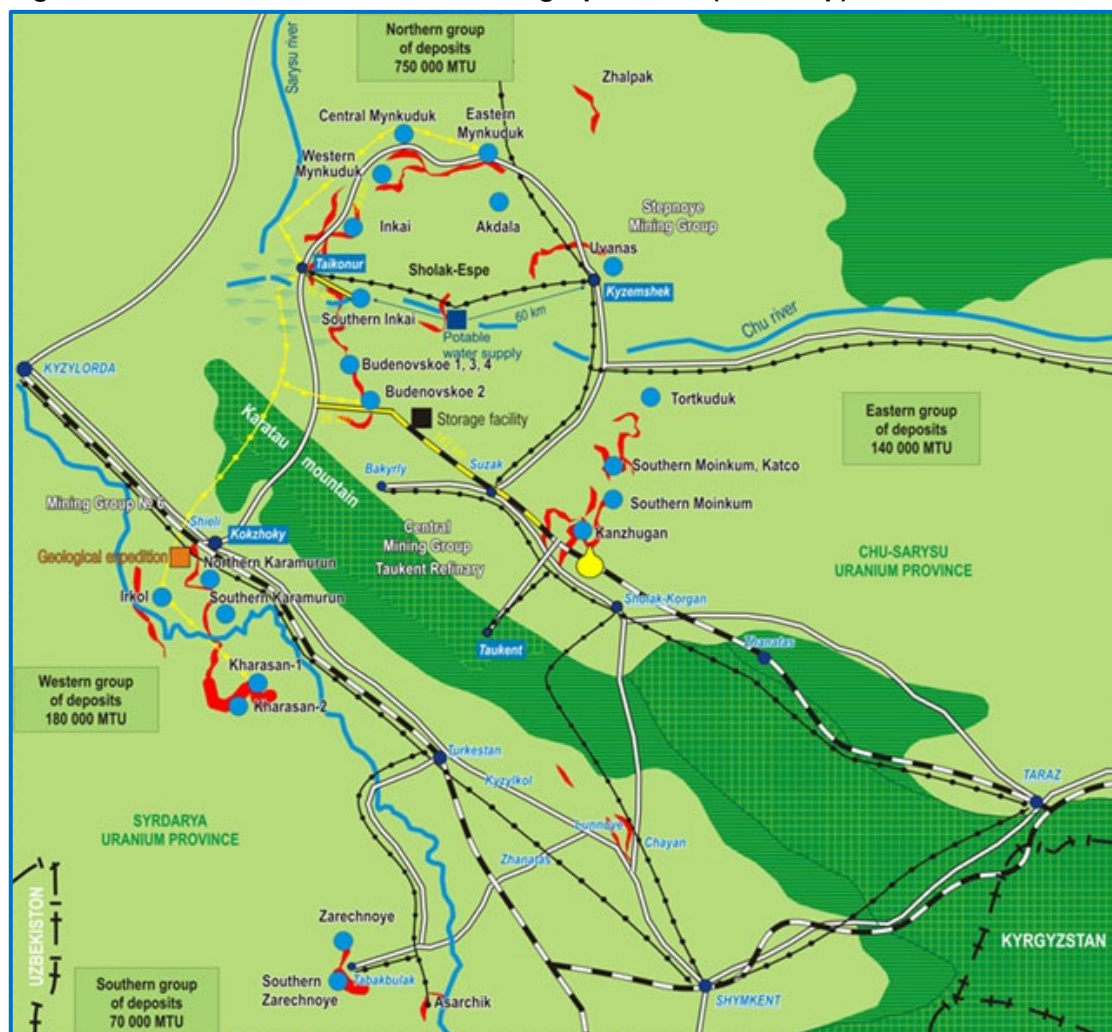 Northern group
of deposits
750 000 MTU
Sarysu river
Zhalpak
Central Mynkuduk
Eastern
Mynkuduk
Western
Mynkuduk
Inkai
Akdala
Stepnoye
Mining Group
Uvanas
Taikonur
Sholak-Espe
Kyzemshek
Southern Inkai
60 km
Potable
water supply
Chu river
KYZYLORDA
Budenovskoe 1, 3, 4
Budenovskoe 2
Storage facility
Tortkuduk
Eastern group
of deposits
140 000 MTU
Karatau
mountain
Bakyrly
Suzak
Southern Moinkum, Katco
Southern Moinkum
Mining Group № 6
Shieli
Kokzhoky
Central
Mining Group
Taukent Refinary
Kanzhugan
CHU-SARYSU
URANIUM PROVINCE
Geological expedition
Northern Karamurun
Irkol
Southern Karamurun
Sholak-Korgan
Taukent
Zhanatas
Western group
of deposits
180 000 MTU
Kharasan-1
Kharasan-2
Turkestan
Kyzylkol
TARAZ
SYRDARYA
URANIUM PROVINCE
Lunnoye
Chayan
Zhanatas
UZBEKISTON
Zarechnoye
KYRGYZSTAN
Southern group
of deposits
70 000 MTU
Southern
Zarechnoye
Tabakbulak
Asarchik
SHYMKENT